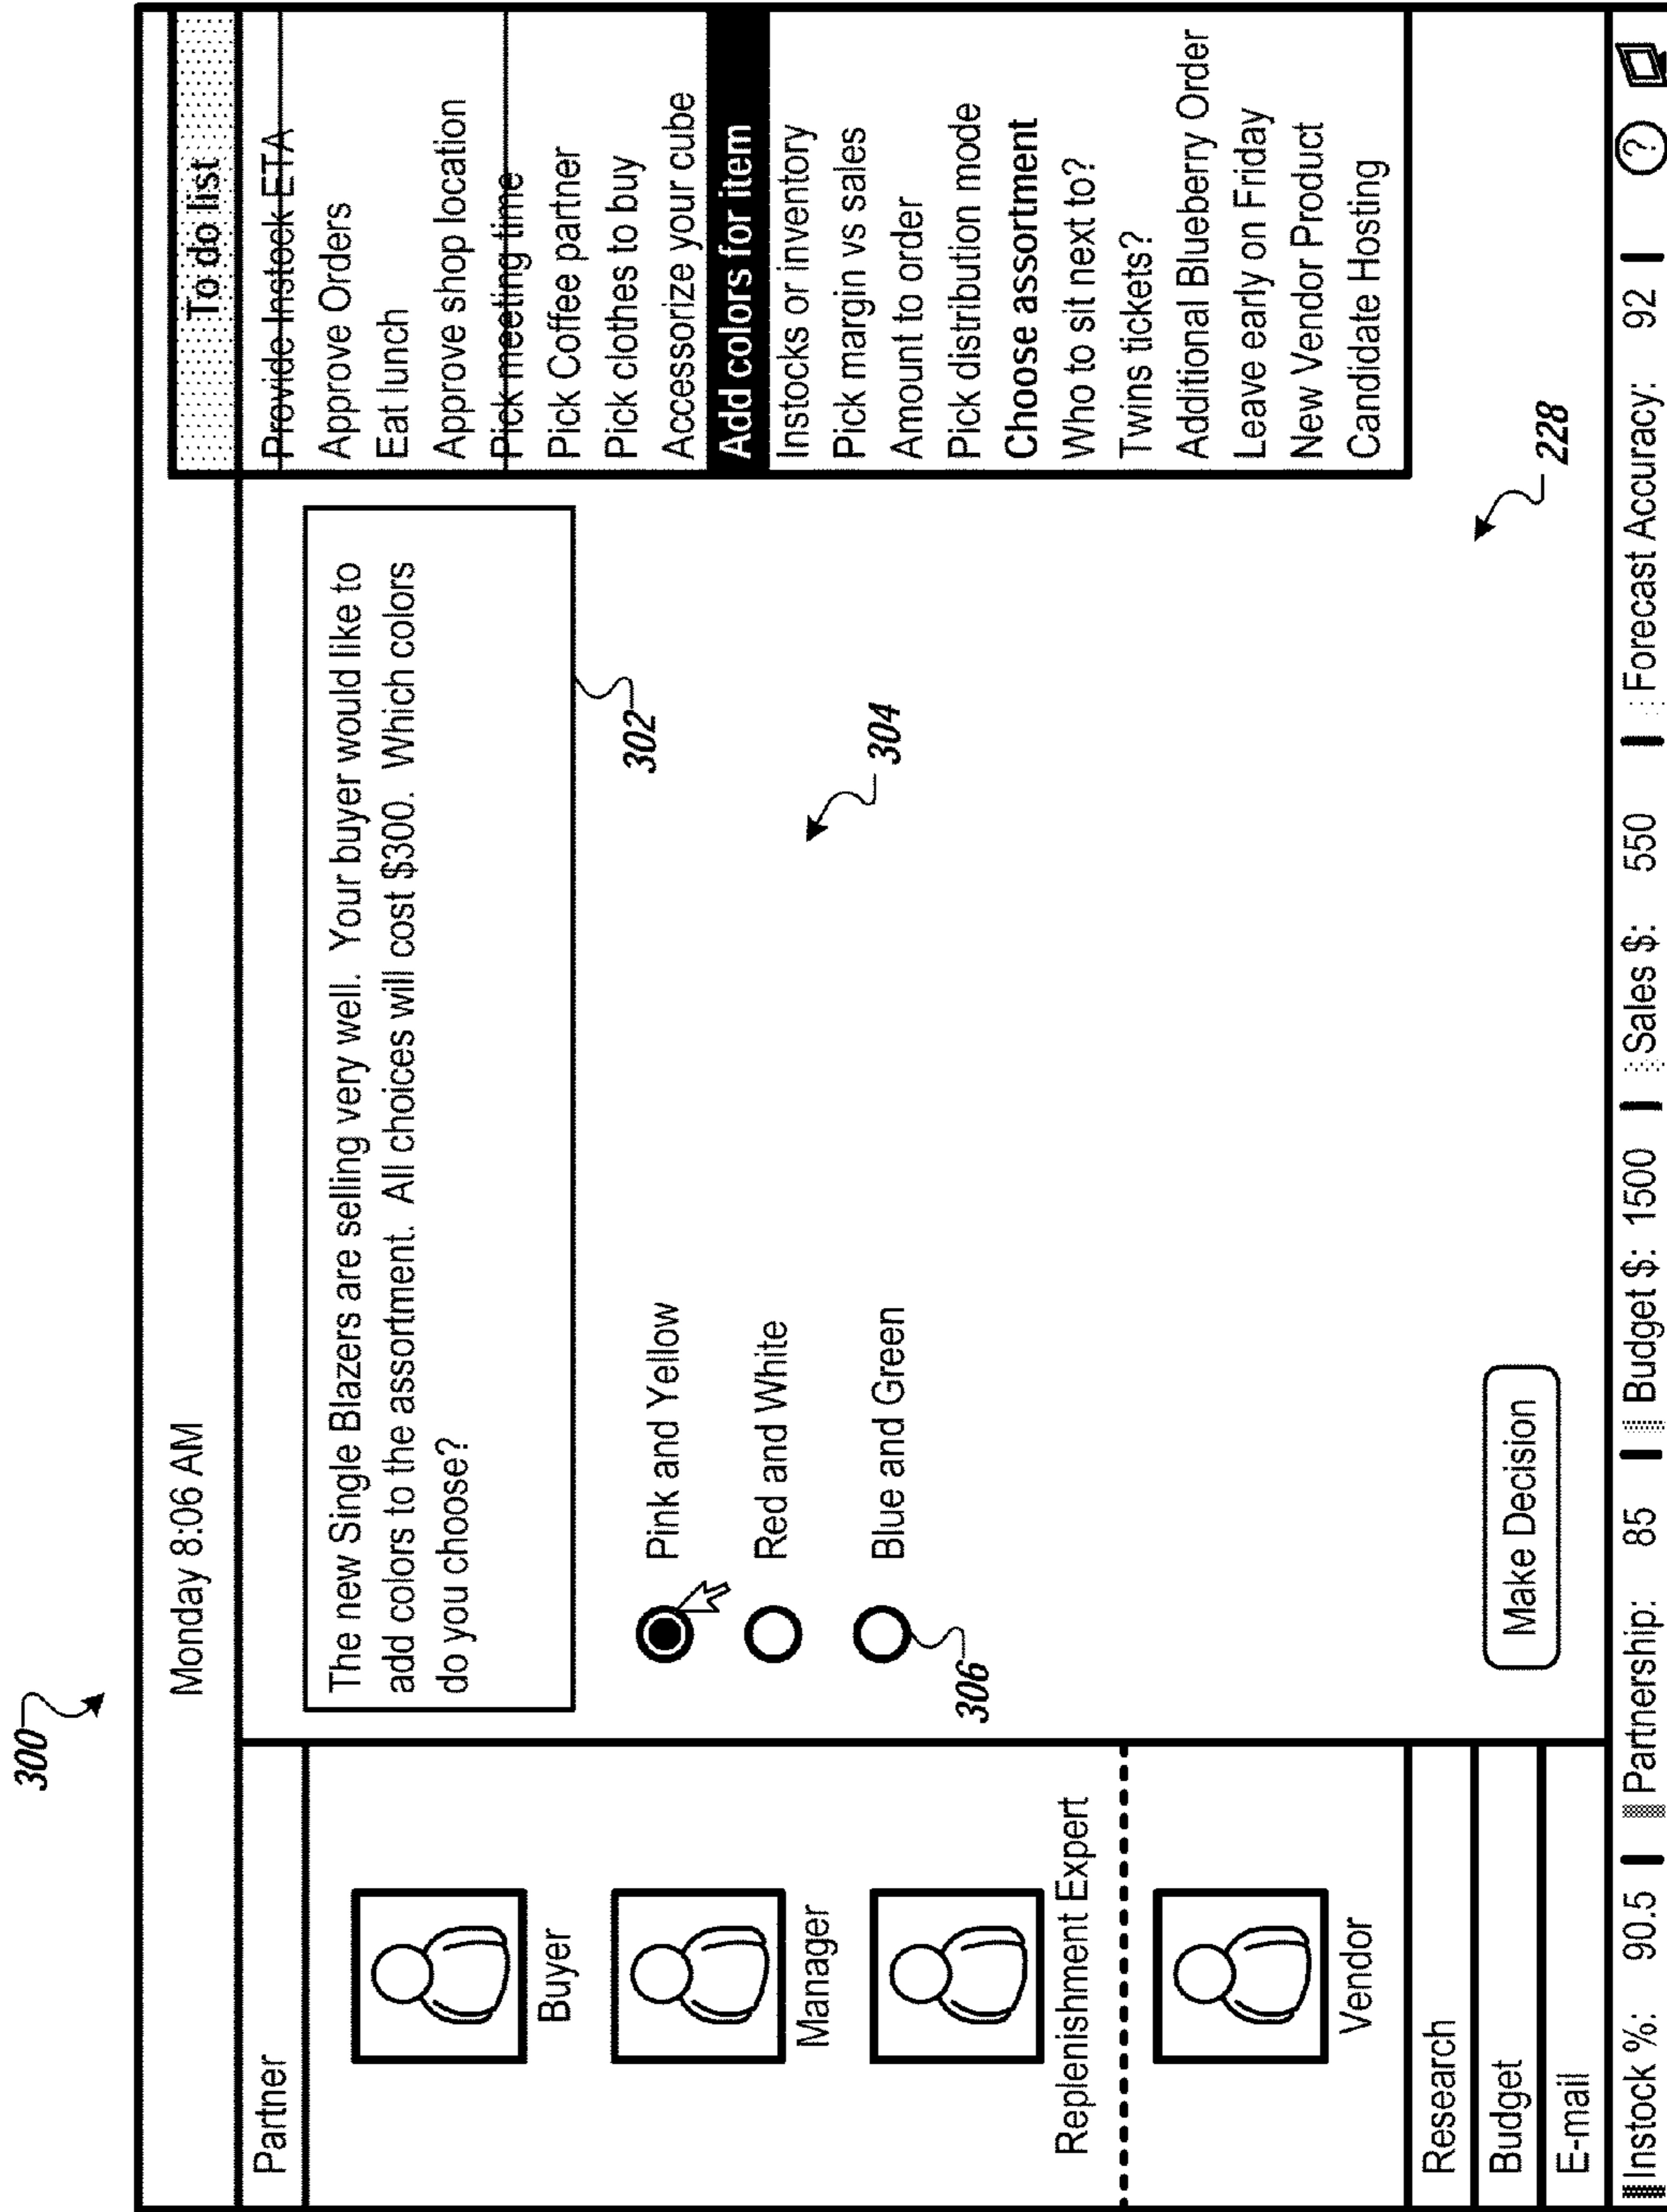 300
Monday 8:06 AM
To do list
Partner
Buyer
Manager
Replenishment Expert
Vendor
Research
Budget
E-mail
The new Single Blazers are selling very well. Your buyer would like to
add colors to the assortment. All choices will cost $300. Which colors
do you choose?
302
304
Pink and Yellow
Red and White
Blue and Green
306
Make Decision
228
Provide Instock ETA
Approve Orders
Eat lunch
Approve shop location
Pick meeting time
Pick Coffee partner
Pick clothes to buy
Accessorize your cube
Add colors for item
Instocks or inventory
Pick margin vs sales
Amount to order
Pick distribution mode
Choose assortment
Who to sit next to?
Twins tickets?
Additional Blueberry Order
Leave early on Friday
New Vendor Product
Candidate Hosting
Instock %: 90.5 | Partnership: 85 | Budget $: 1500 | Sales $: 550 | Forecast Accuracy: 92 | ?